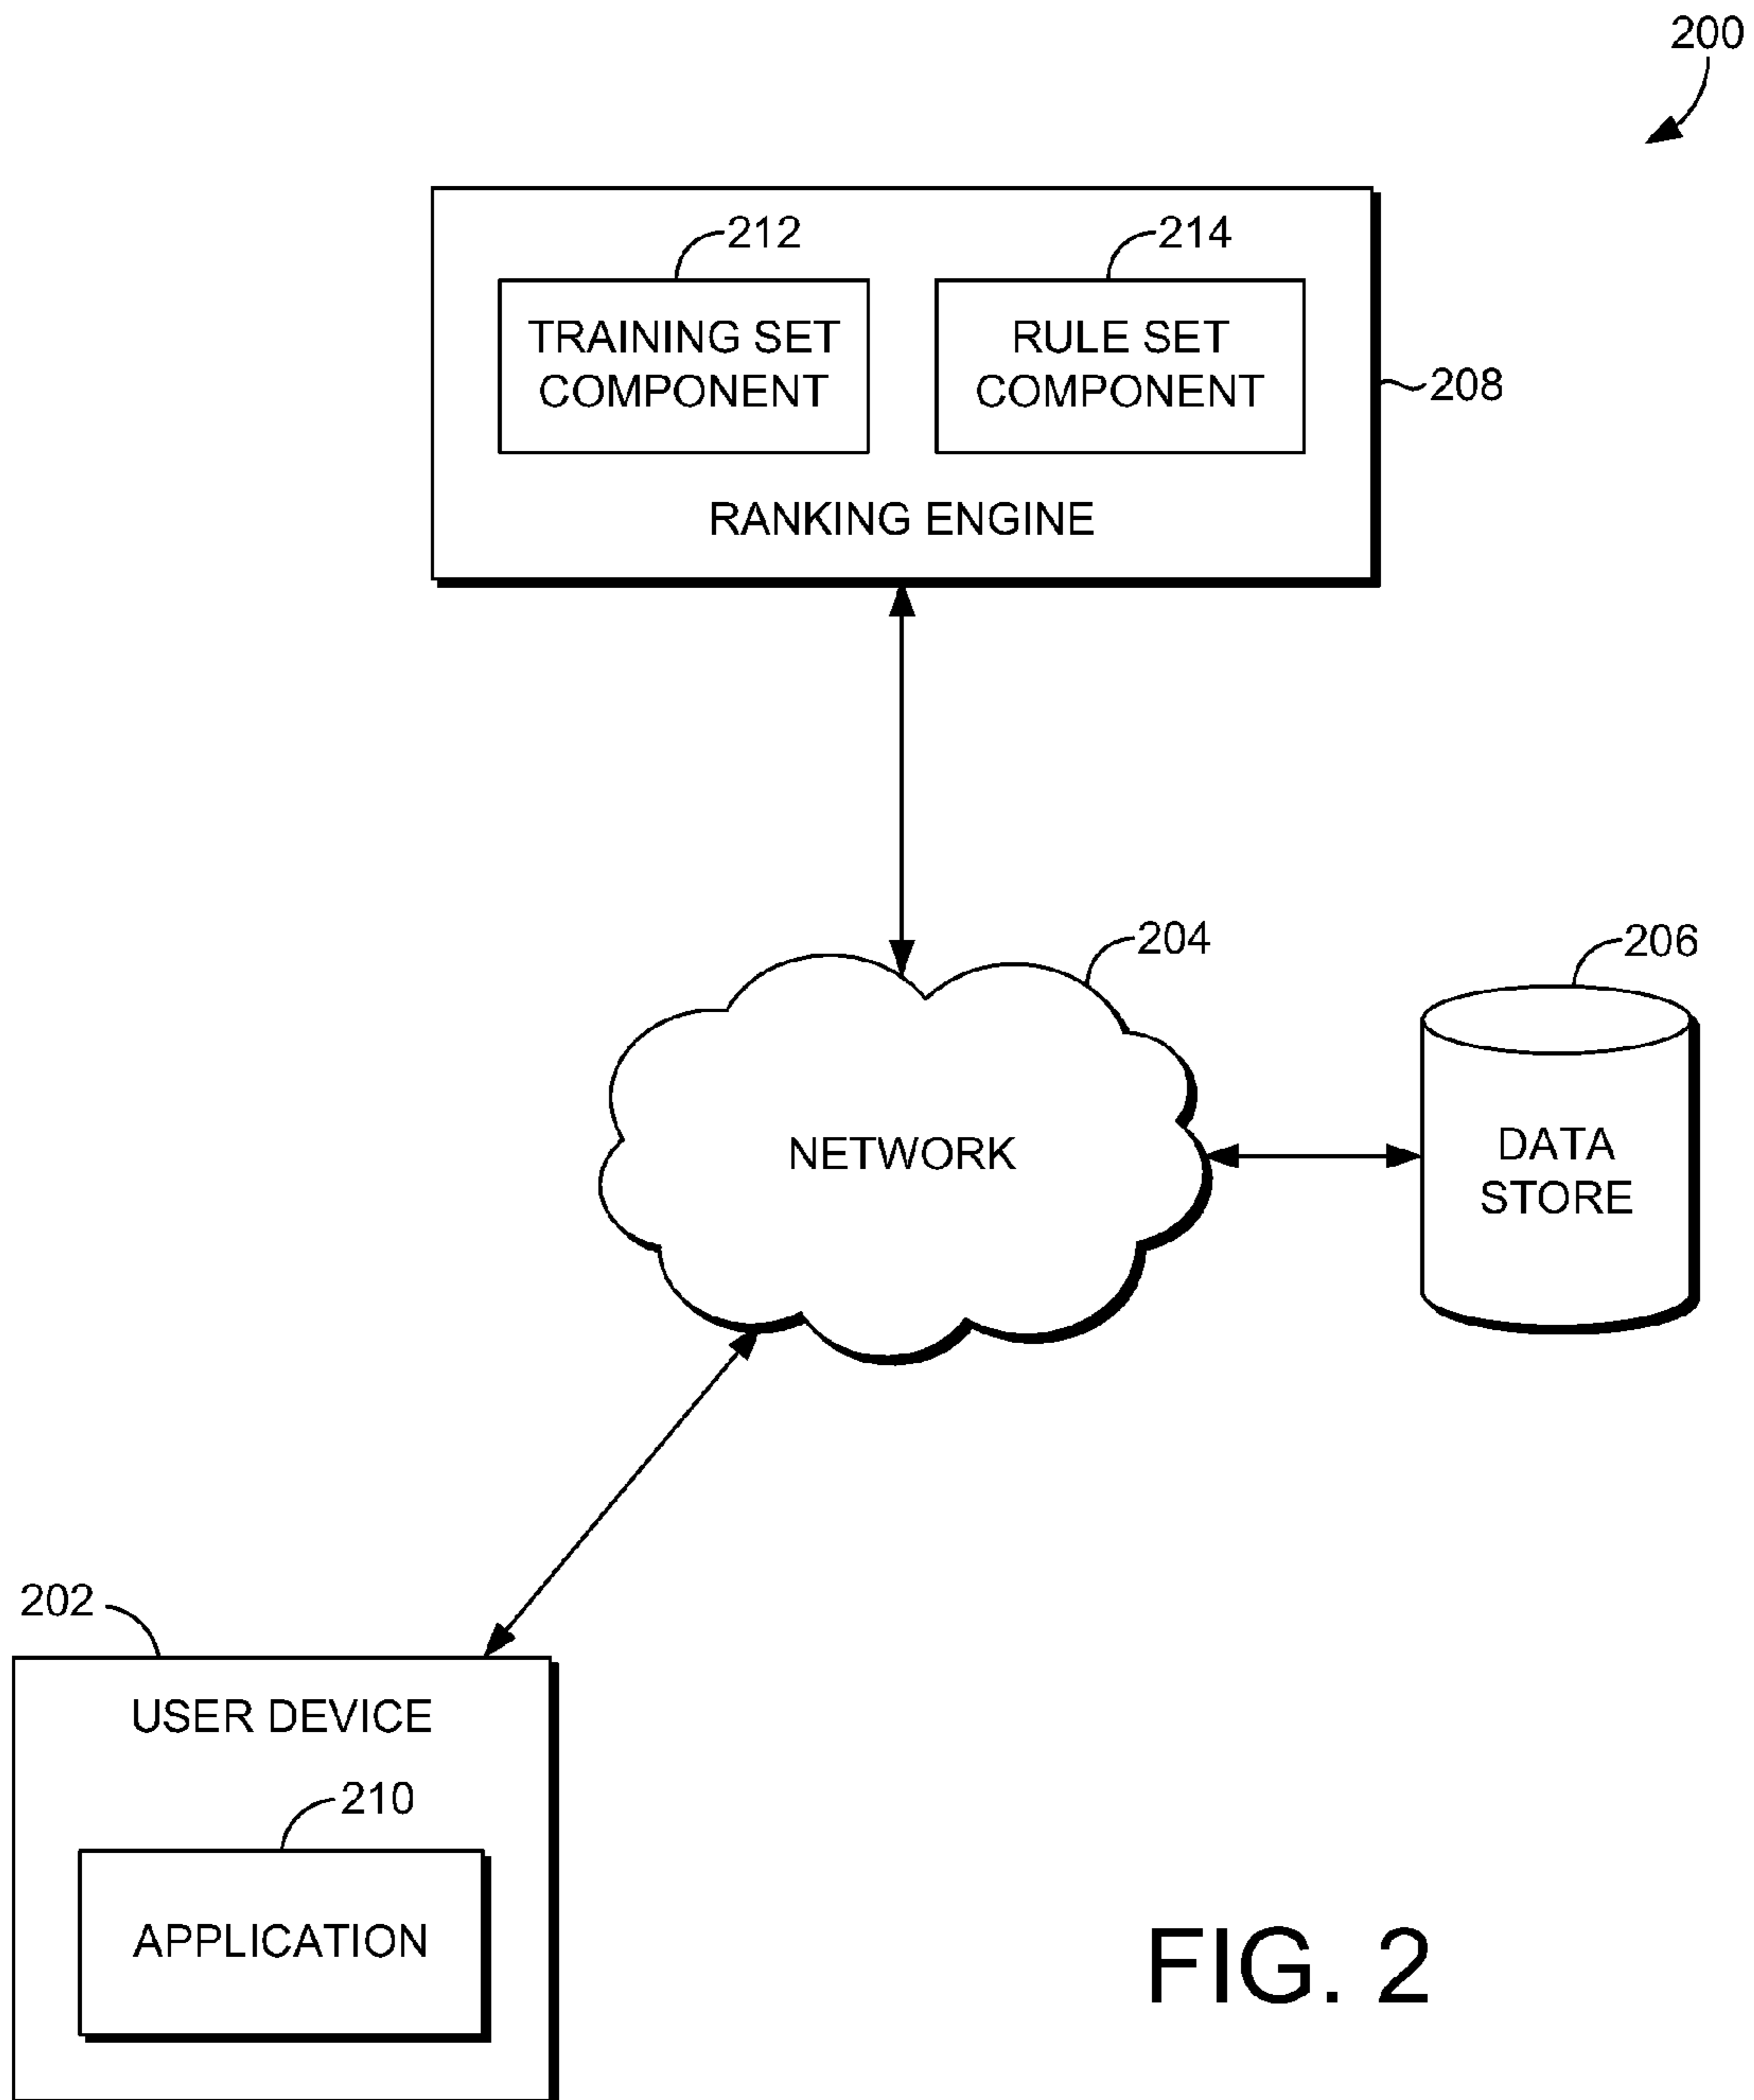 200
212
214
TRAINING SET
COMPONENT
RULE SET
COMPONENT
208
RANKING ENGINE
204
206
NETWORK
DATA
STORE
202
USER DEVICE
210
APPLICATION
FIG. 2